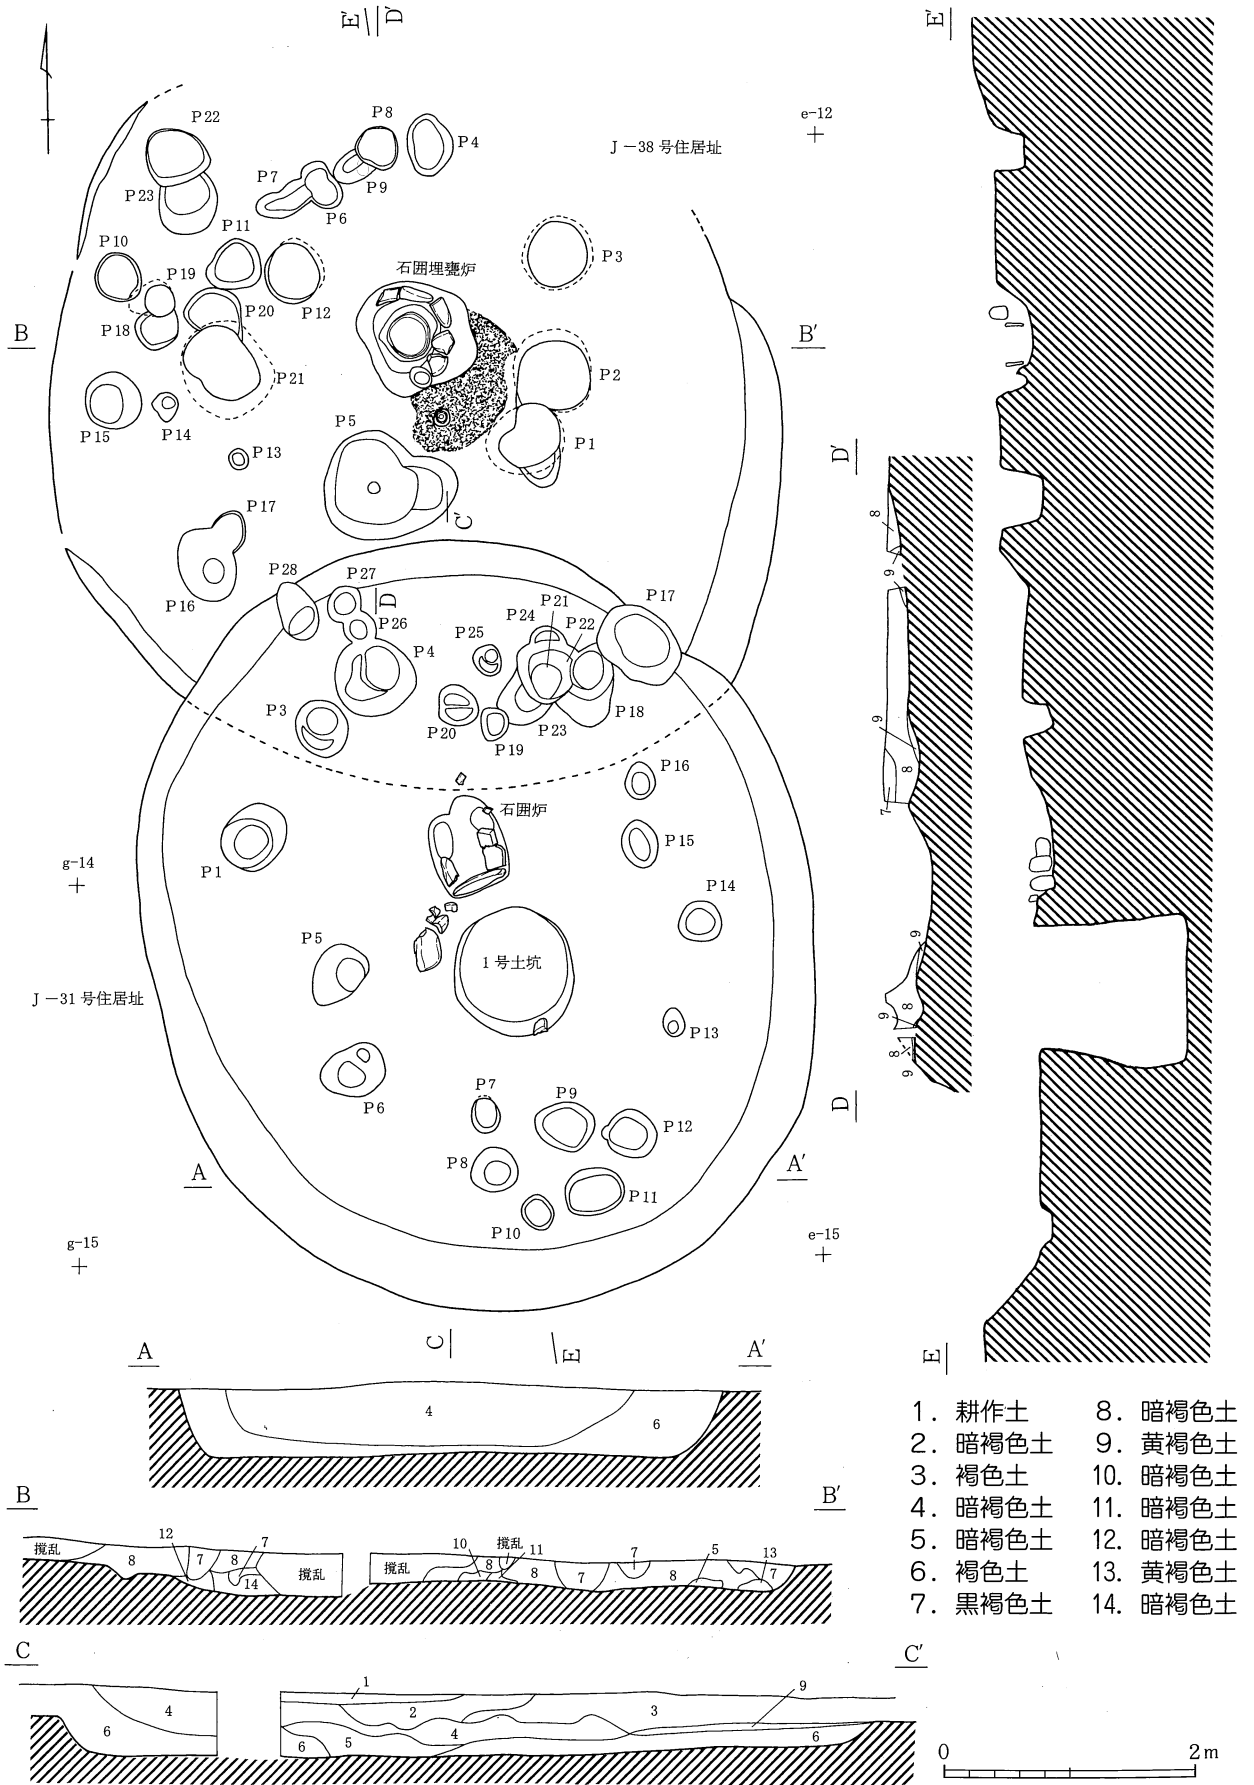 E' D' E'
P22
P8
P4
e-12
J－38号住居址
P7
P9
P23
P6
P11
P10
P19
P3
石囲埋甕炉
P20
P12
P18
B
B'
P21
P2
P15
P14
P5
P1
P13
D'
C'
P17
8
9
P28
P27
P16
D
P21
P17
P24
P22
P26
P25
P4
P3
P18
P20
P23
P19
9
8
7
P16
石囲炉
P15
P1
g-14
P14
P5
1号土坑
9
J－31号住居址
8
9
P13
8
9
P6
P7
P9
D
P12
P8
A
A'
P11
P10
g-15
e-15
C
E
E
A
A'
4
6
B
B'
撹乱
12
8
7
8
7
14
撹乱
撹乱
10
8
撹乱
11
8
7
7
8
5
13
7
C
C'
4
6
1
2
3
9
6
5
4
6
1. 耕作土
2. 暗褐色土
3. 褐色土
4. 暗褐色土
5. 暗褐色土
6. 褐色土
7. 黒褐色土
8. 暗褐色土
9. 黄褐色土
10. 暗褐色土
11. 暗褐色土
12. 暗褐色土
13. 黄褐色土
14. 暗褐色土
0 2m